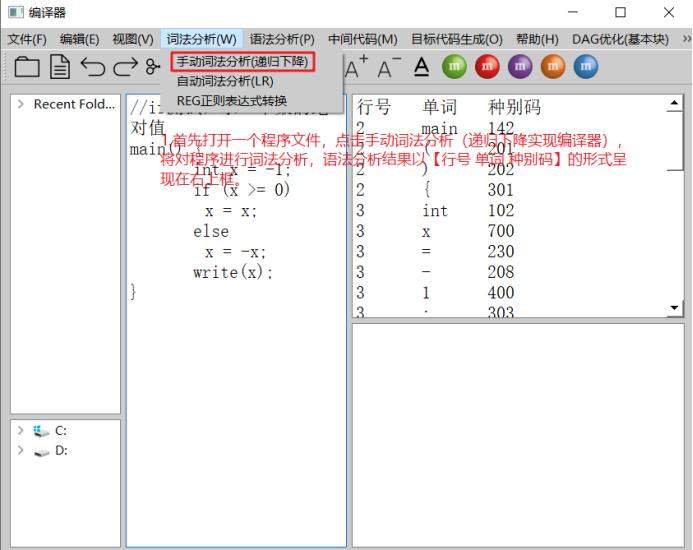 编译器
文件(F) 编辑(E) 视图(V) 词法分析(W) 语法分析(P) 中间代码(M) 目标代码生成(O) 帮助(H) DAG优化(基本块) »
手动词法分析(递归下降)
自动词法分析(LR)
REG正则表达式转换
A+ A- A m m m m m
Recent Fold...
C:
D:
//i
对值
main() {
int x = -1;
if (x >= 0)
x = x;
else
x = -x;
write(x);
}
1.首先打开一个程序文件，点击手动词法分析（递归下降实现编译器），
将对程序进行词法分析，语法分析结果以【行号 单词 种别码】的形式呈
现在右上框。
行号 单词 种别码
2 main 142
2 ( 201
2 ) 202
2 { 301
3 int 102
3 x 700
3 = 230
3 - 208
3 1 400
3 ; 303